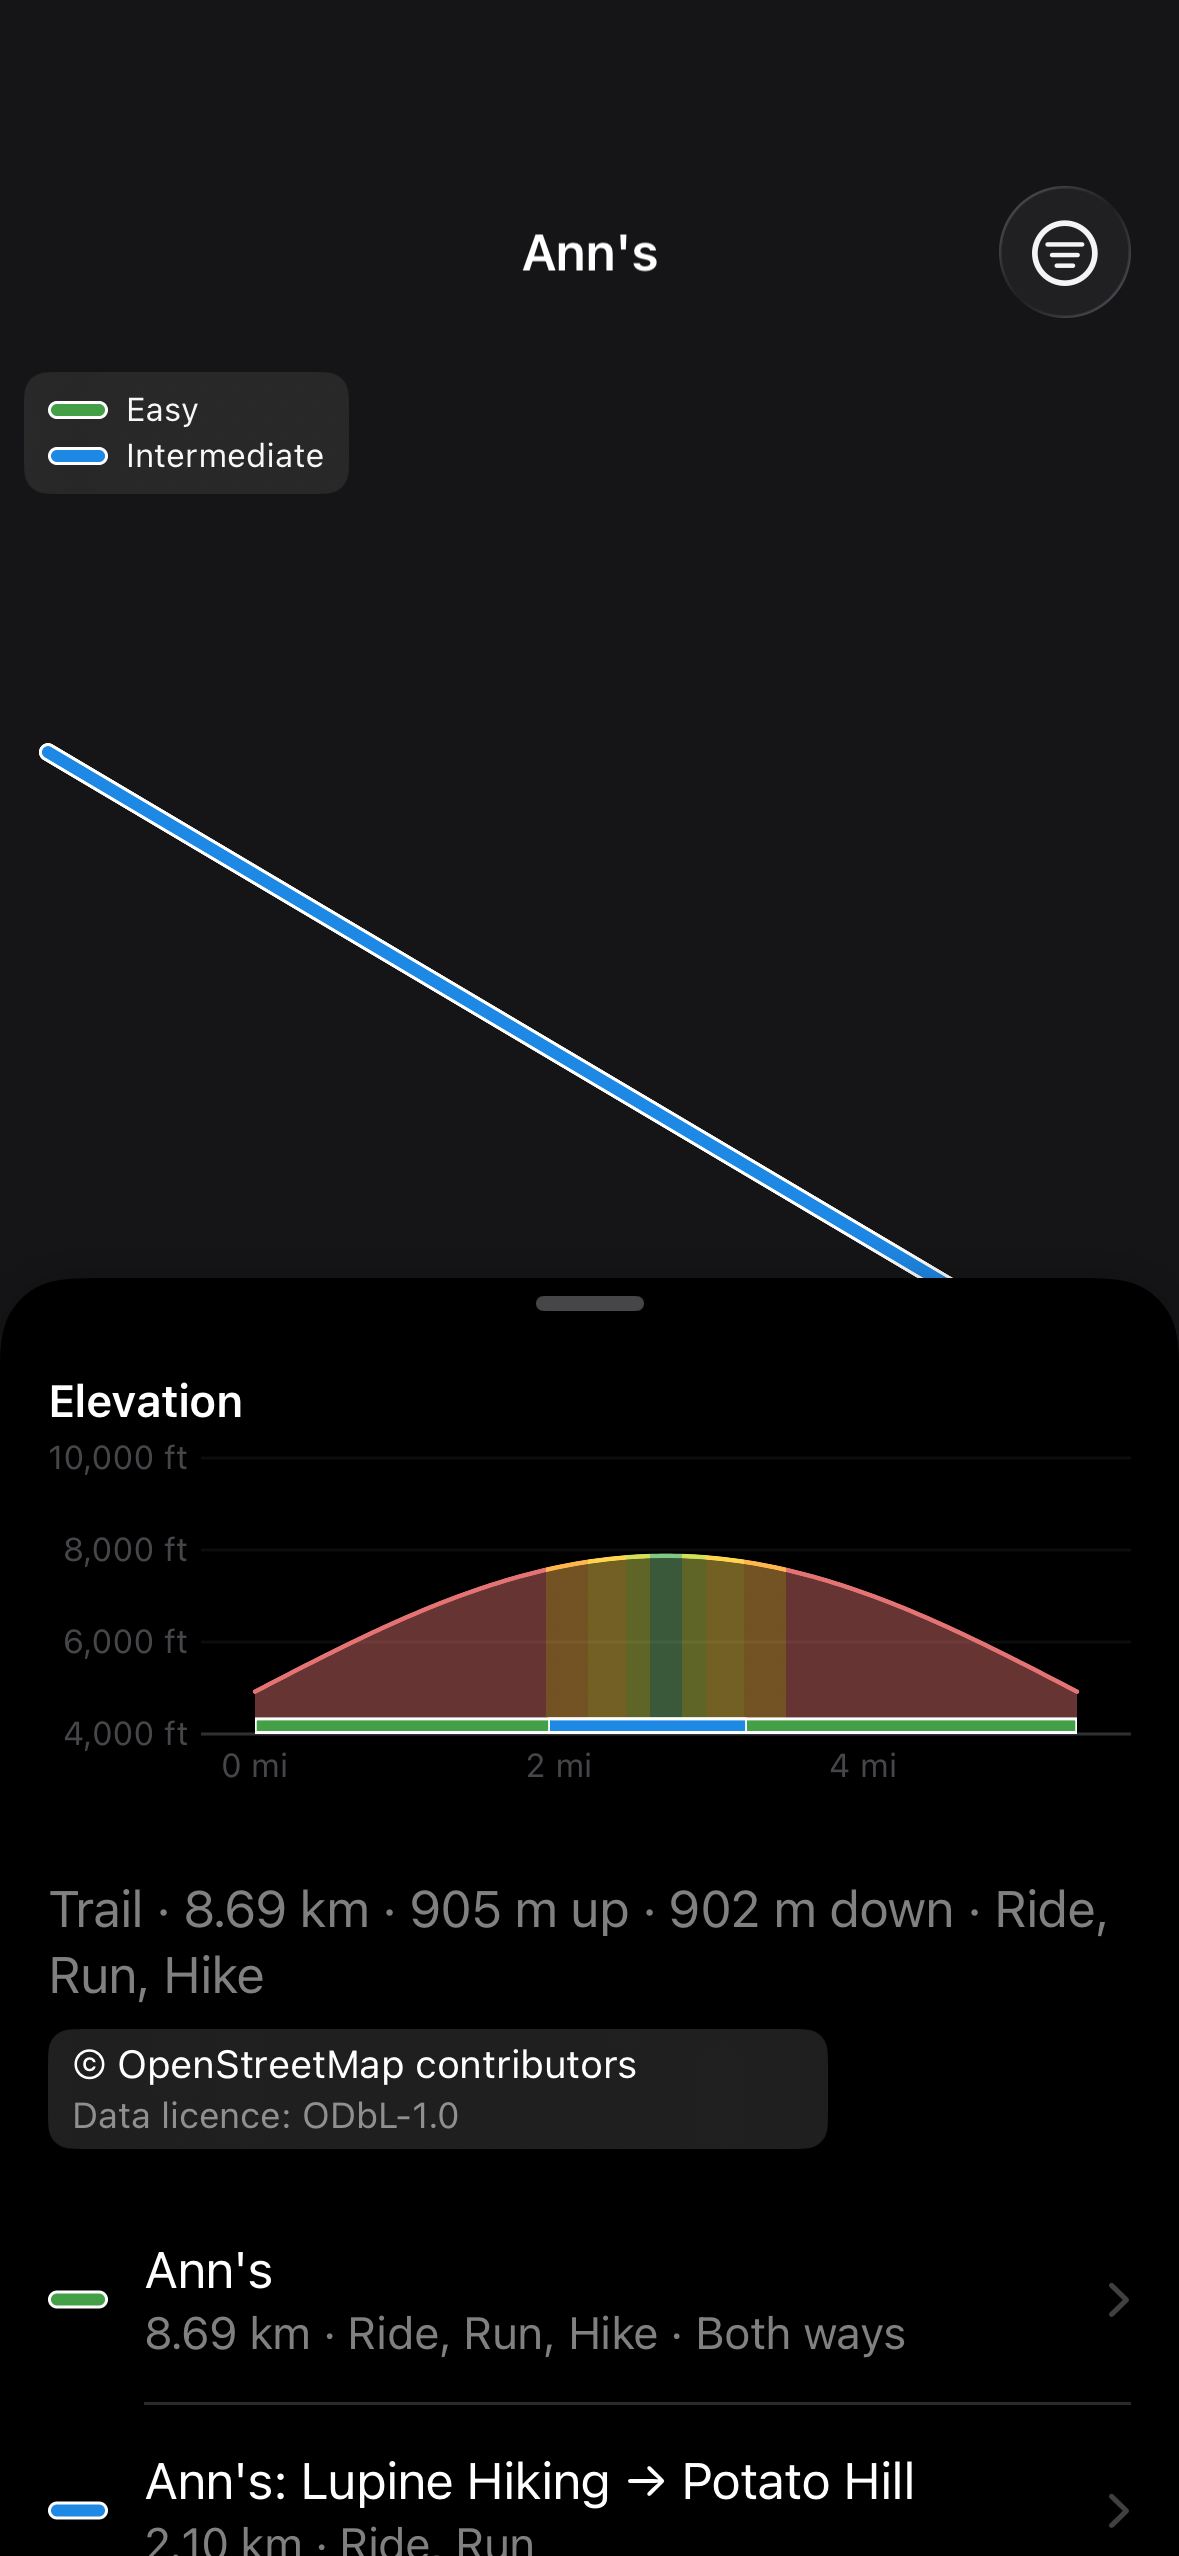 Ann's
Easy
Intermediate
Elevation
10,000 ft
8,000 ft
6,000 ft
4,000 ft
0 mi 2 mi 4 mi
Trail · 8.69 km · 905 m up · 902 m down · Ride,
Run, Hike
© OpenStreetMap contributors
Data licence: ODbL-1.0
Ann's
8.69 km · Ride, Run, Hike · Both ways
Ann's: Lupine Hiking → Potato Hill
2.10 km · Ride, Run